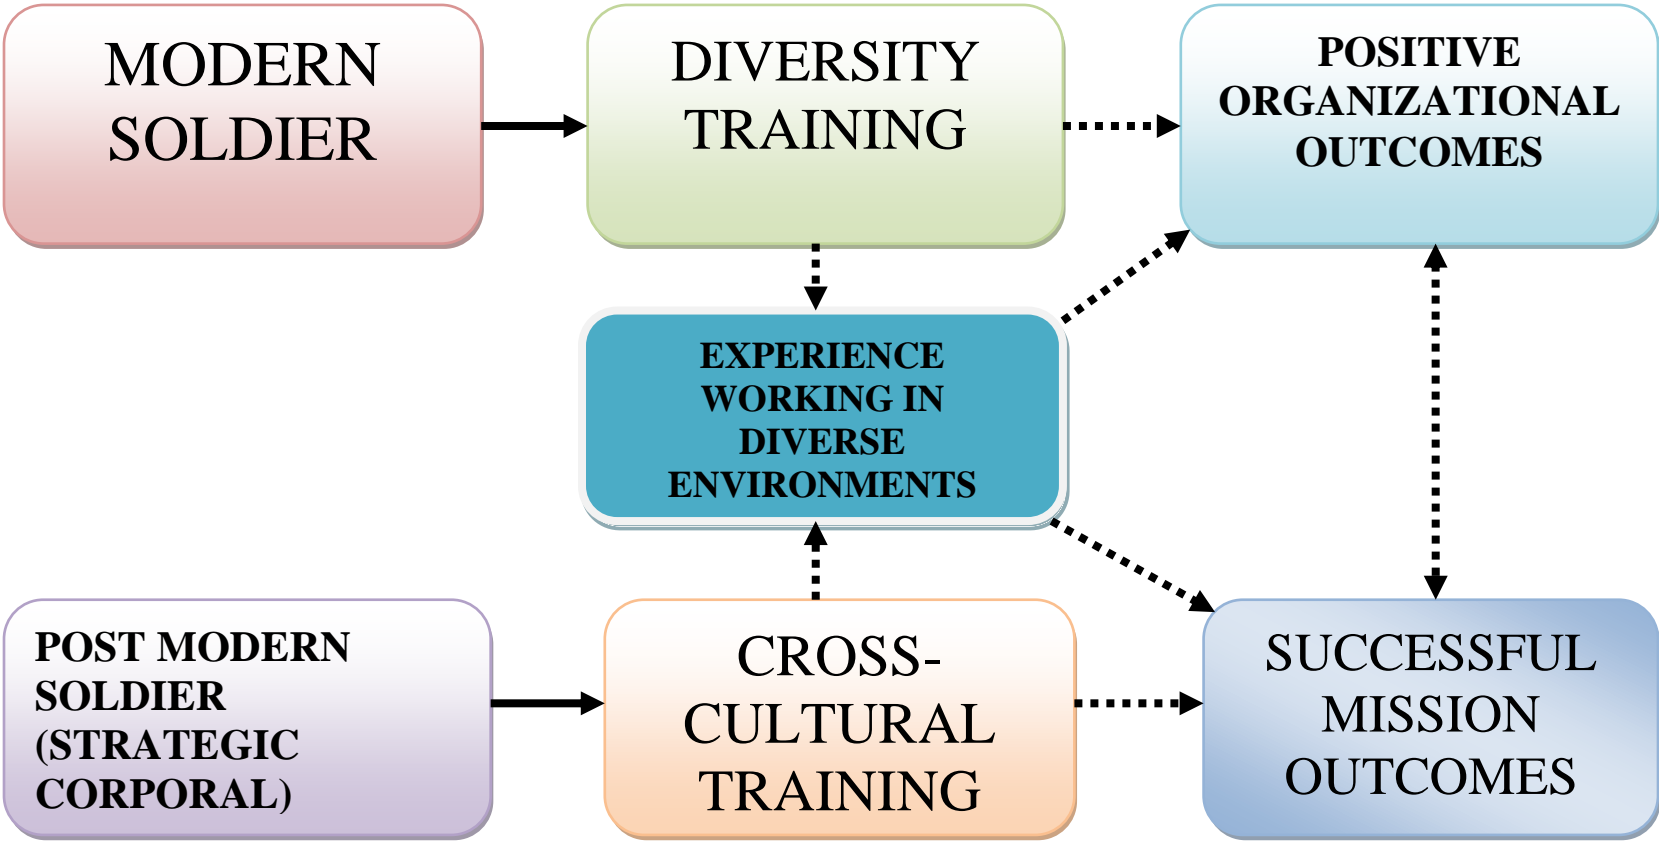 MODERN
SOLDIER
DIVERSITY
TRAINING
POSITIVE
ORGANIZATIONAL
OUTCOMES
EXPERIENCE
WORKING IN
DIVERSE
ENVIRONMENTS
POST MODERN
SOLDIER
(STRATEGIC
CORPORAL)
CROSS-
CULTURAL
TRAINING
SUCCESSFUL
MISSION
OUTCOMES